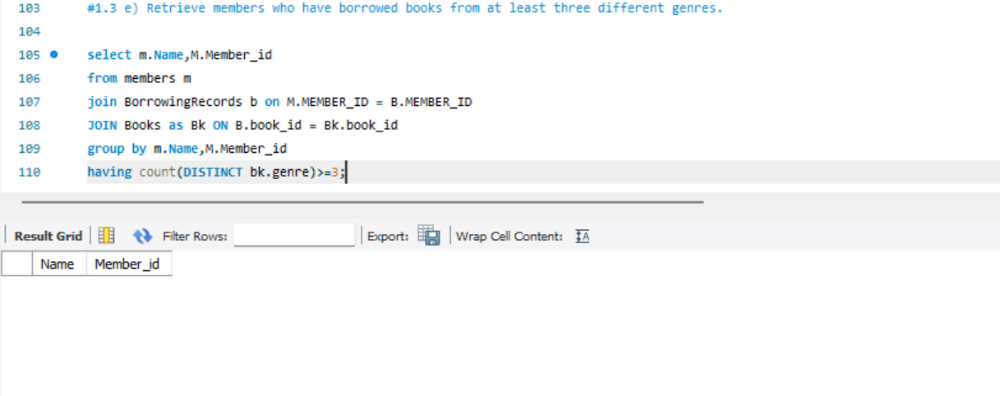 103 #1.3 e) Retrieve members who have borrowed books from at least three different genres.
104
105 select m.Name,M.Member_id
106 from members m
107 join BorrowingRecords b on M.MEMBER_ID = B.MEMBER_ID
108 JOIN Books as Bk ON B.book_id = Bk.book_id
109 group by m.Name,M.Member_id
110 having count(DISTINCT bk.genre)>=3;
Result Grid Filter Rows: Export: Wrap Cell Content: IA
Name Member_id